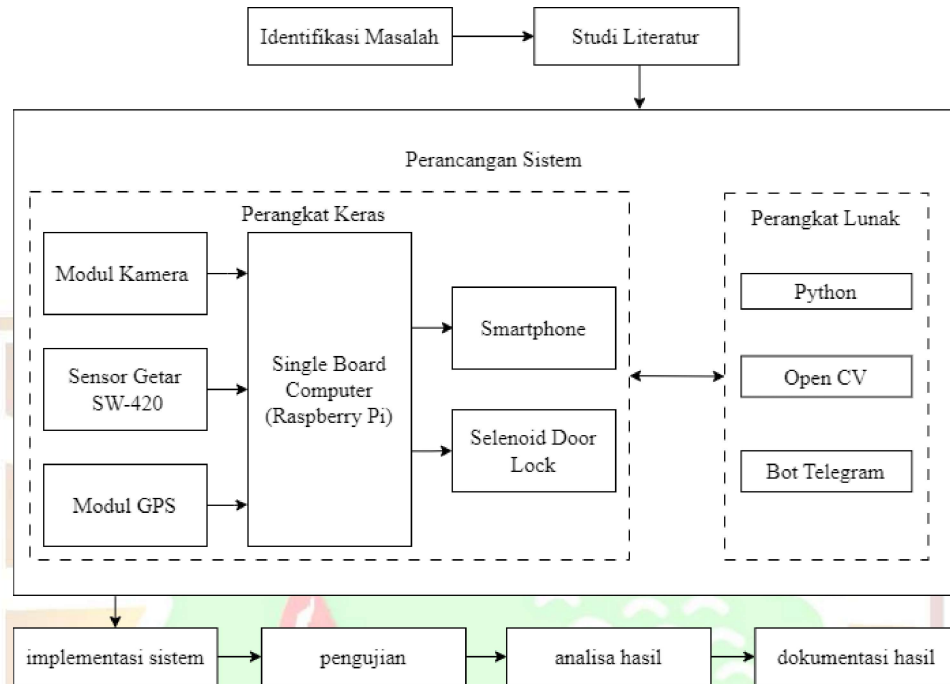 Identifikasi Masalah
Studi Literatur
Perancangan Sistem
Perangkat Keras
Modul Kamera
Sensor Getar
SW-420
Modul GPS
Single Board
Computer
(Raspberry Pi)
Smartphone
Selenoid Door
Lock
Perangkat Lunak
Python
Open CV
Bot Telegram
implementasi sistem
pengujian
analisa hasil
dokumentasi hasil